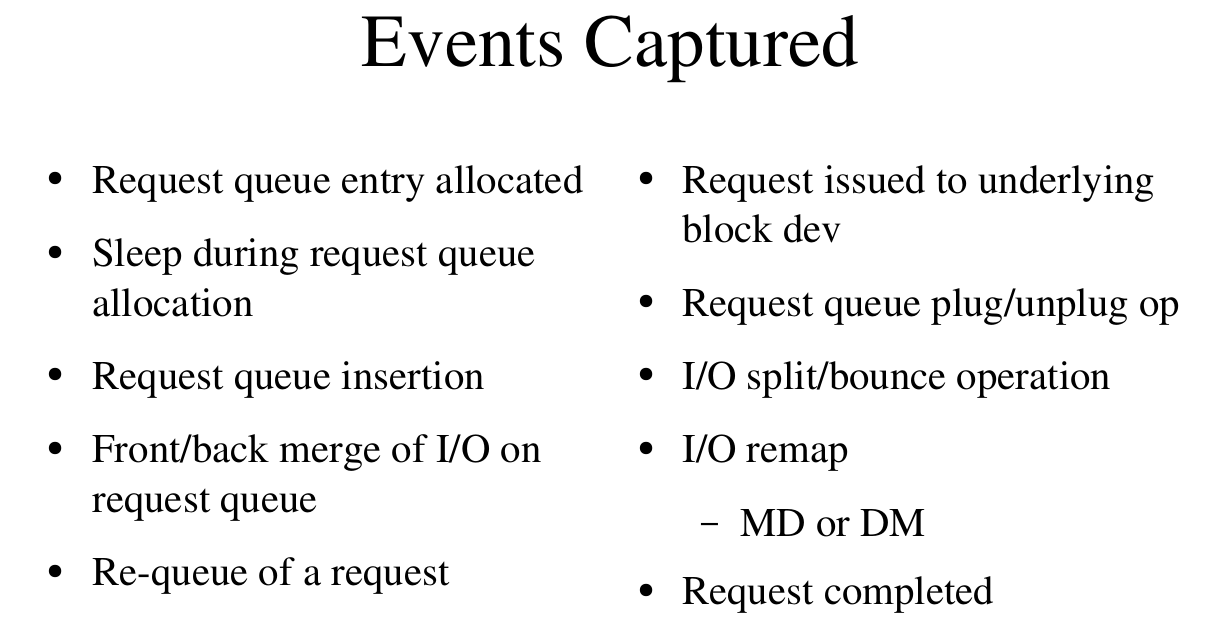 Events Captured
• Request queue entry allocated
• Sleep during request queue
allocation
• Request queue insertion
• Front/back merge of I/O on
request queue
• Re-queue of a request
• Request issued to underlying
block dev
• Request queue plug/unplug op
• I/O split/bounce operation
• I/O remap
– MD or DM
• Request completed